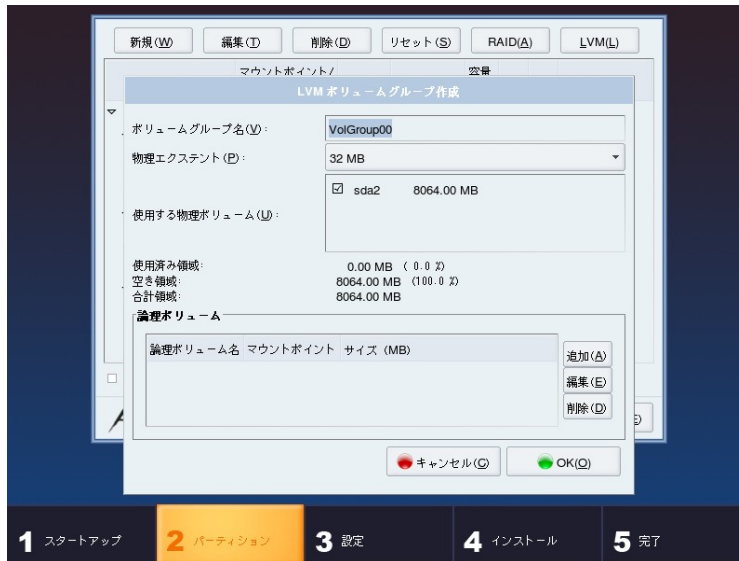 新規(W) 編集(T) 削除(D) リセット(S) RAID(A) LVM(L)
マウントポイント/ 容量
LVM ボリュームグループ作成
ボリュームグループ名(V): VolGroup00
物理エクステント(P): 32 MB
使用する物理ボリューム(U): sda2 8064.00 MB
使用済み領域: 0.00 MB ( 0.0 %)
空き領域: 8064.00 MB (100.0 %)
合計領域: 8064.00 MB
論理ボリューム
論理ボリューム名 マウントポイント サイズ (MB)
追加(A)
編集(E)
削除(D)
キャンセル(C) OK(O)
1 スタートアップ 2 パーティション 3 設定 4 インストール 5 完了